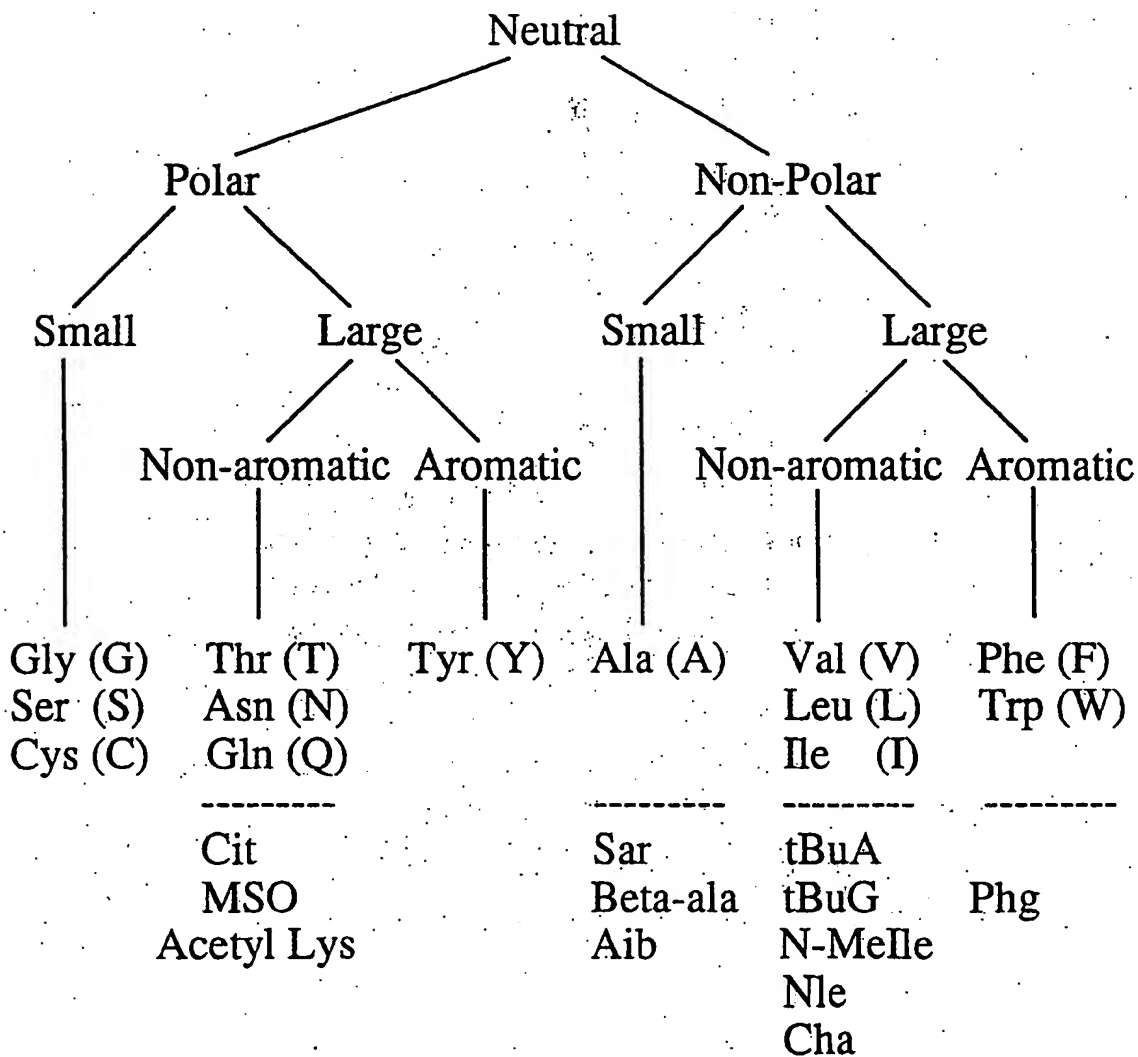 Neutral
Polar Non-Polar
Small Large Small Large
Non-aromatic Aromatic Non-aromatic Aromatic
Gly (G) Thr (T) Tyr (Y) Ala (A) Val (V) Phe (F)
Ser (S) Asn (N) Leu (L) Trp (W)
Cys (C) Gln (Q) Ile (I)
--------- --------- --------- ---------
Cit Sar tBuA
MSO Beta-ala tBuG Phg
Acetyl Lys Aib N-MeIle
Nle
Cha